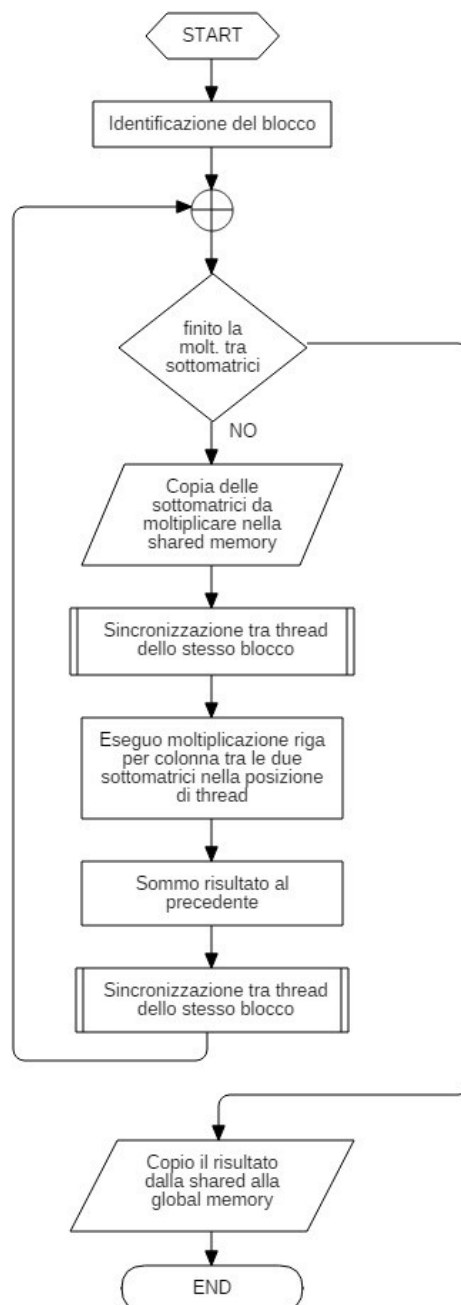 START
Identificazione del blocco
finito la
molt. tra
sottomatrici
NO
Copia delle
sottomatrici da
moltiplicare nella
shared memory
Sincronizzazione tra thread
dello stesso blocco
Eseguo moltiplicazione riga
per colonna tra le due
sottomatrici nella posizione
di thread
Sommo risultato al
precedente
Sincronizzazione tra thread
dello stesso blocco
Copio il risultato
dalla shared alla
global memory
END